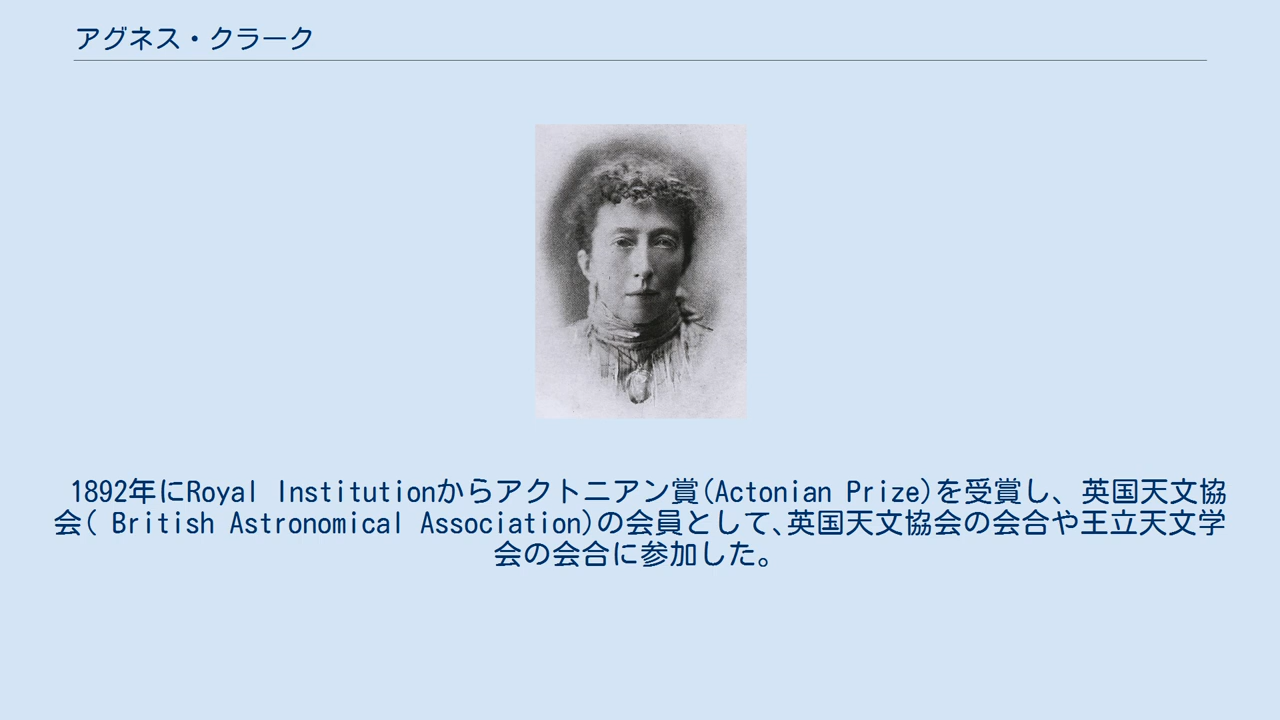 アグネス・クラーク
1892年にRoyal Institutionからアクトニアン賞(Actonian Prize)を受賞し、英国天文協
会( British Astronomical Association)の会員として､英国天文協会の会合や王立天文学
会の会合に参加した｡